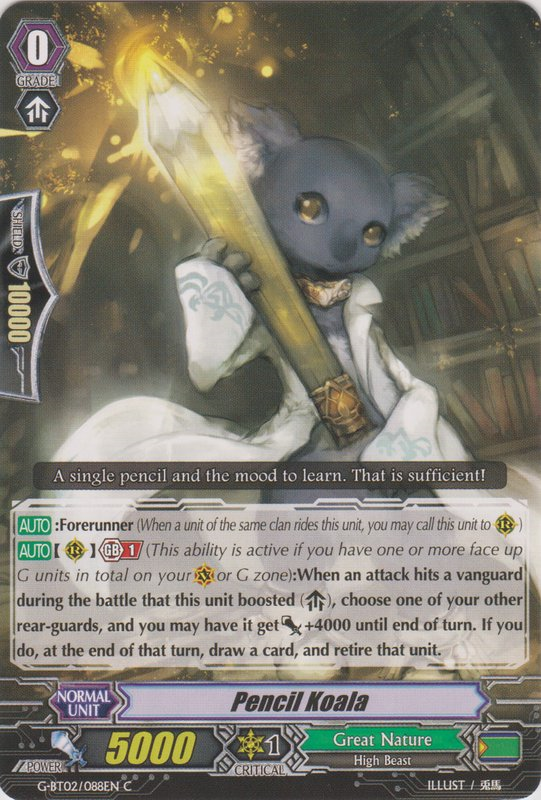 0
GRADE
SHIELD
10000
A single pencil and the mood to learn. That is sufficient!
AUTO :Forerunner (When a unit of the same clan rides this unit, you may call this unit to R )
AUTO [ R ] GB 1 (This ability is active if you have one or more face up
G units in total on your V or G zone):When an attack hits a vanguard
during the battle that this unit boosted ( ), choose one of your other
rear-guards, and you may have it get +4000 until end of turn. If you
do, at the end of that turn, draw a card, and retire that unit.
NORMAL
UNIT
Pencil Koala
POWER
5000
1
CRITICAL
Great Nature
High Beast
G-BT02/088EN C
ILLUST / 兎馬